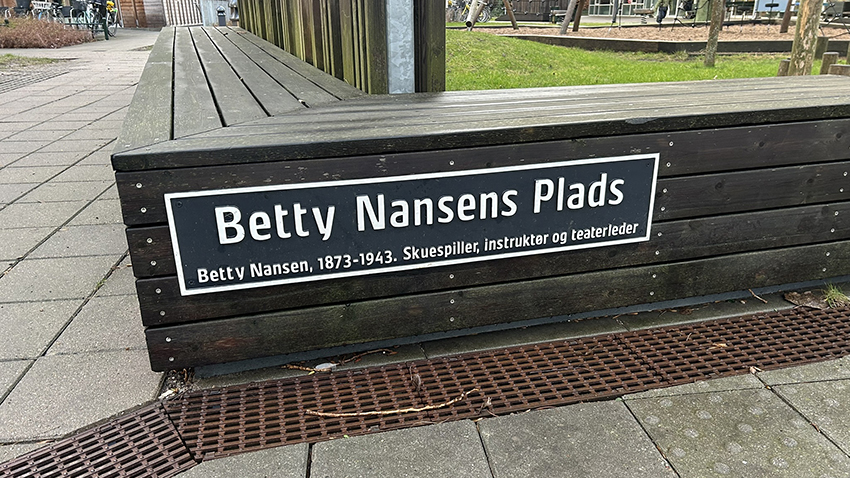 Betty Nansens Plads
Betty Nansen, 1873-1943. Skuespiller, instruktør og teaterleder